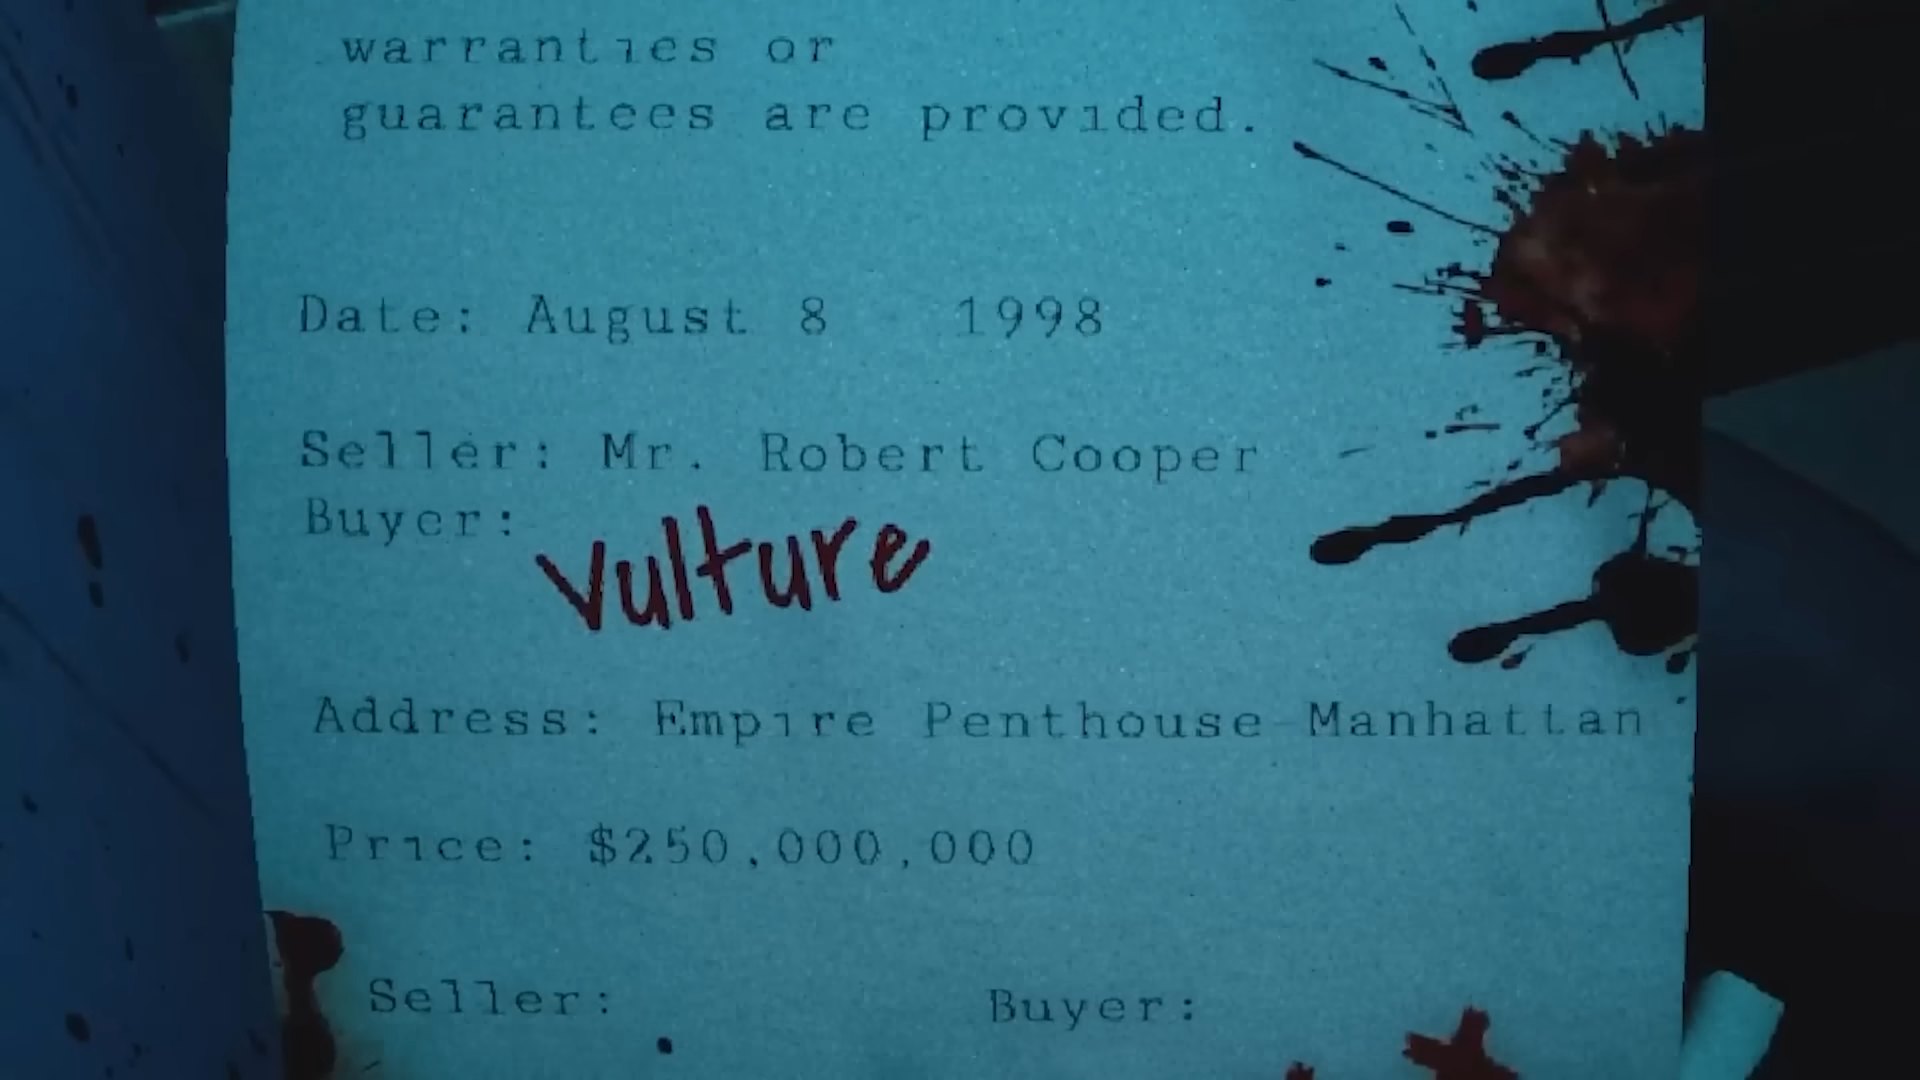 warranties or
guarantees are provided.
Date: August 8 1998
Seller: Mr. Robert Cooper
Buyer:
Vulture
Address: Empire Penthouse Manhattan
Price: $250,000,000
Seller: Buyer: